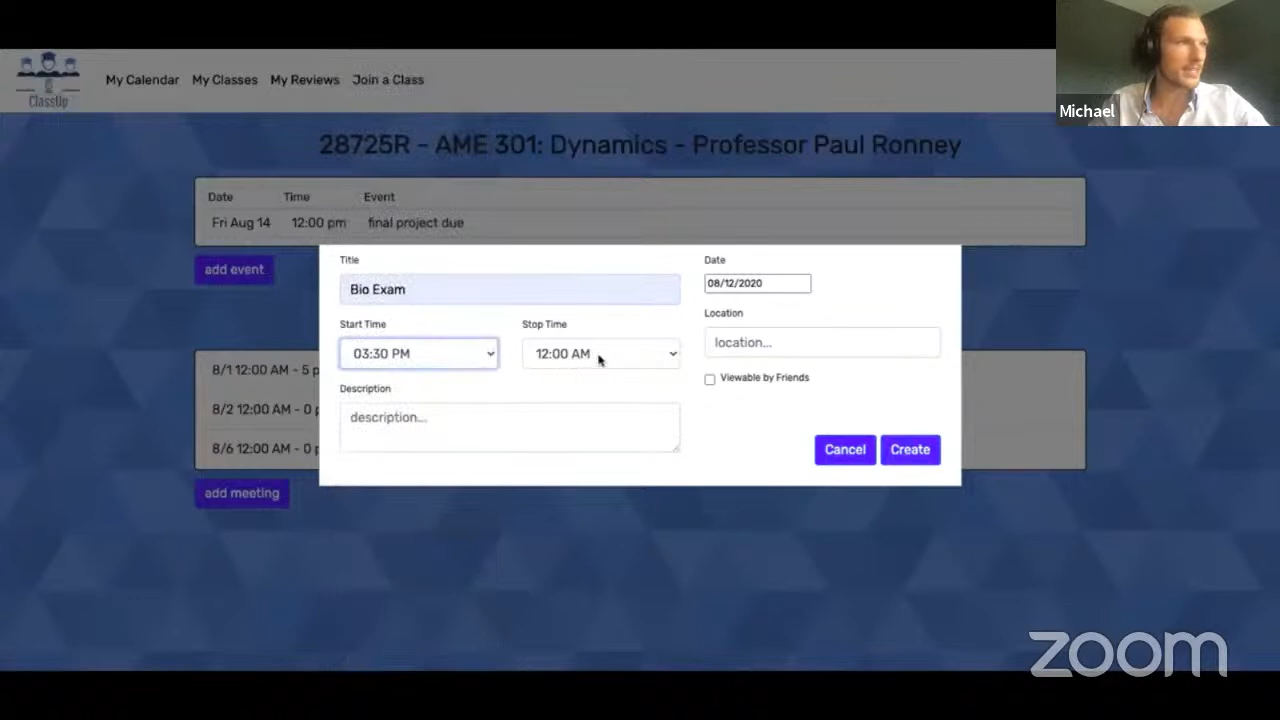 Michael
ClassUp
My Calendar My Classes My Reviews Join a Class
28725R - AME 301: Dynamics - Professor Paul Ronney
Date Time Event
Fri Aug 14 12:00 pm final project due
add event
Title
Bio Exam
Start Time Stop Time
03:30 PM 12:00 AM
Description
description...
Date
08/12/2020
Location
location...
Viewable by Friends
Cancel Create
8/1 12:00 AM - 5 p
8/2 12:00 AM - 0 p
8/6 12:00 AM - 0 p
add meeting
zoom